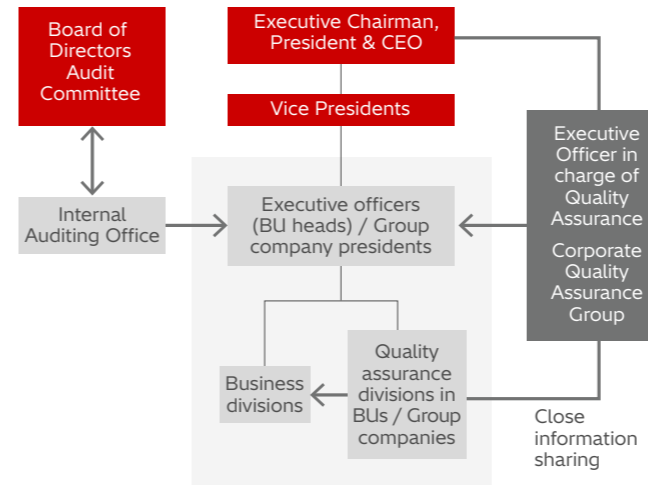 Board of
Directors
Audit
Committee
Executive Chairman,
President & CEO
Vice Presidents
Executive
Officer in
charge of
Quality
Assurance
Corporate
Quality
Assurance
Group
Internal
Auditing Office
Executive officers
(BU heads) / Group
company presidents
Business
divisions
Quality
assurance
divisions in
BUs / Group
companies
Close
information
sharing